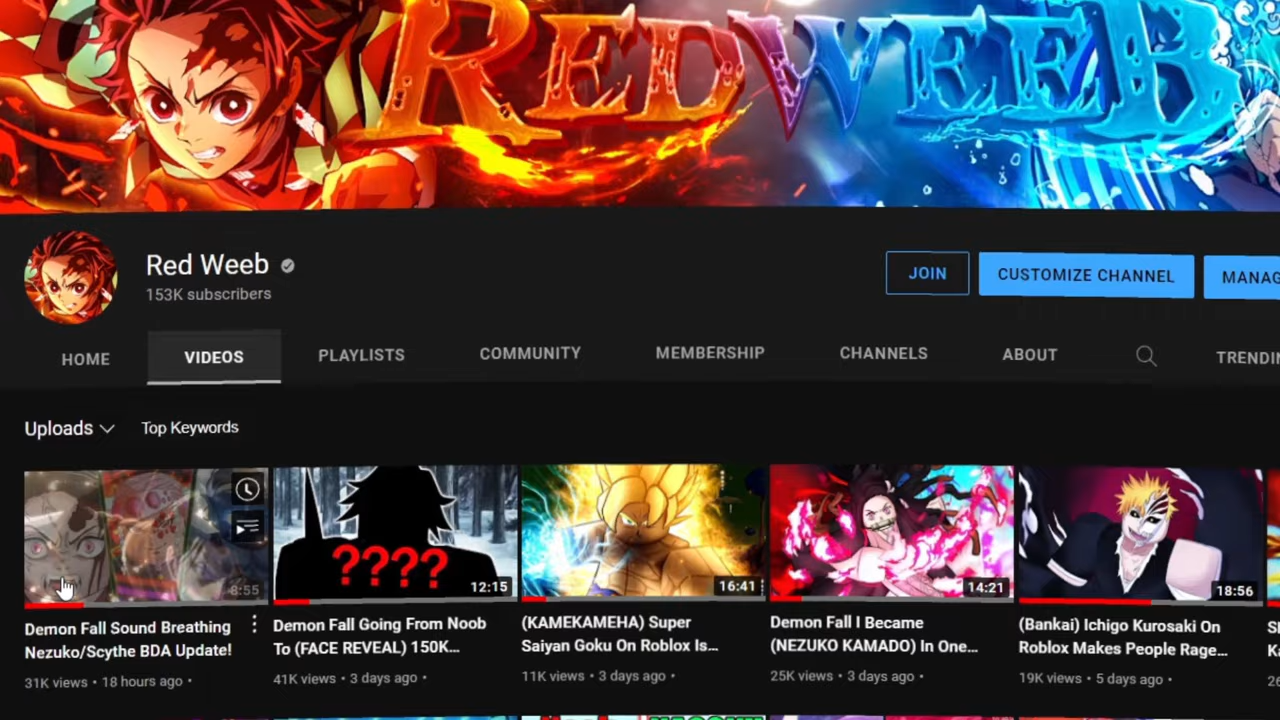 REDWEEB
Red Weeb
153K subscribers
JOIN
CUSTOMIZE CHANNEL
MANAG
HOME
VIDEOS
PLAYLISTS
COMMUNITY
MEMBERSHIP
CHANNELS
ABOUT
TRENDIN
Uploads
Top Keywords
8:55
????
12:15
16:41
14:21
18:56
Demon Fall Sound Breathing
Nezuko/Scythe BDA Update!
31K views • 18 hours ago •
Demon Fall Going From Noob
To (FACE REVEAL) 150K...
41K views • 3 days ago •
(KAMEKAMEHA) Super
Saiyan Goku On Roblox Is...
11K views • 3 days ago •
Demon Fall I Became
(NEZUKO KAMADO) In One...
25K views • 3 days ago •
(Bankai) Ichigo Kurosaki On
Roblox Makes People Rage...
19K views • 5 days ago •